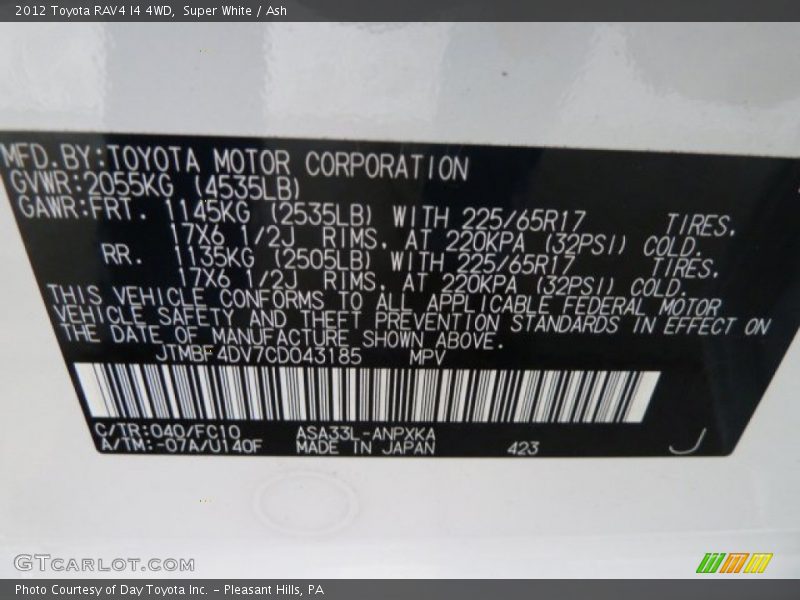 2012 Toyota RAV4 I4 4WD, Super White / Ash
MFD.BY:TOYOTA MOTOR CORPORATION
GVWR:2055KG (4535LB)
GAWR:FRT. 1145KG (2535LB) WITH 225/65R17 TIRES,
17X6 1/2J RIMS, AT 220KPA (32PSI) COLD.
RR. 1135KG (2505LB) WITH 225/65R17 TIRES,
17X6 1/2J RIMS, AT 220KPA (32PSI) COLD.
THIS VEHICLE CONFORMS TO ALL APPLICABLE FEDERAL MOTOR
VEHICLE SAFETY AND THEFT PREVENTION STANDARDS IN EFFECT ON
THE DATE OF MANUFACTURE SHOWN ABOVE.
JTMBF4DV7CD043185 MPV
C/TR:040/FC10 ASA33L-ANPXKA
A/TM:-07A/U140F MADE IN JAPAN 423 J
GTCARLOT.COM
Photo Courtesy of Day Toyota Inc. - Pleasant Hills, PA